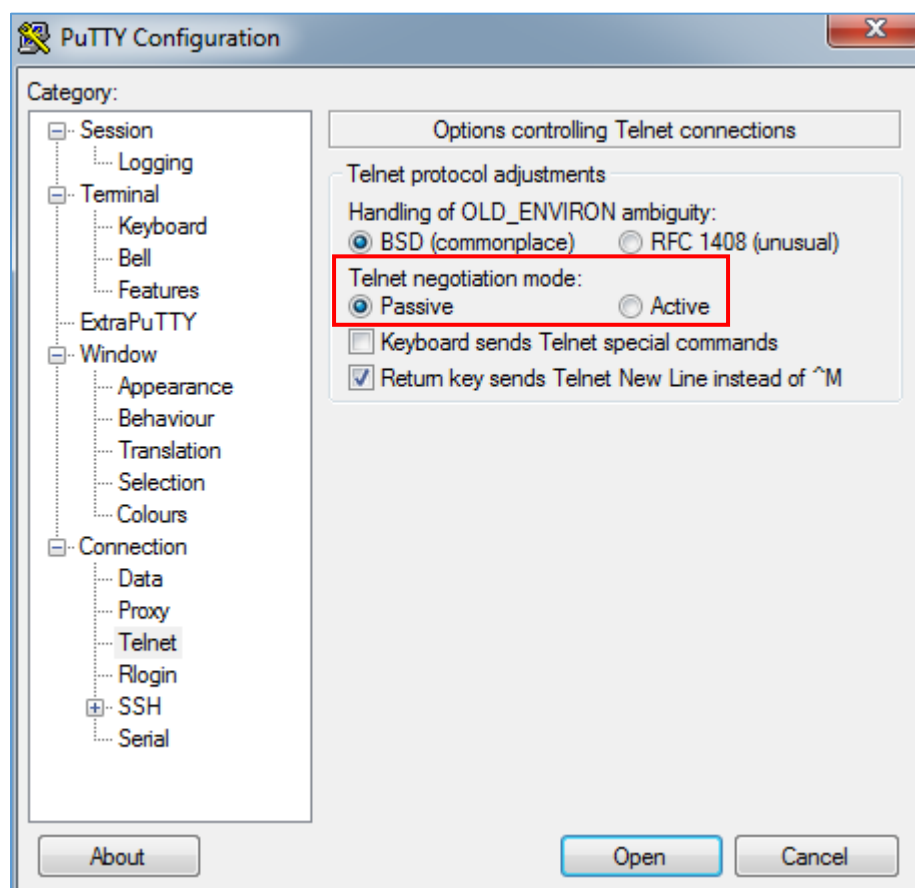 PuTTY Configuration
X
Category:
Session
Logging
Terminal
Keyboard
Bell
Features
ExtraPuTTY
Window
Appearance
Behaviour
Translation
Selection
Colours
Connection
Data
Proxy
Telnet
Rlogin
SSH
Serial
Options controlling Telnet connections
Telnet protocol adjustments
Handling of OLD_ENVIRON ambiguity:
BSD (commonplace) RFC 1408 (unusual)
Telnet negotiation mode:
Passive Active
Keyboard sends Telnet special commands
Return key sends Telnet New Line instead of ^M
About Open Cancel